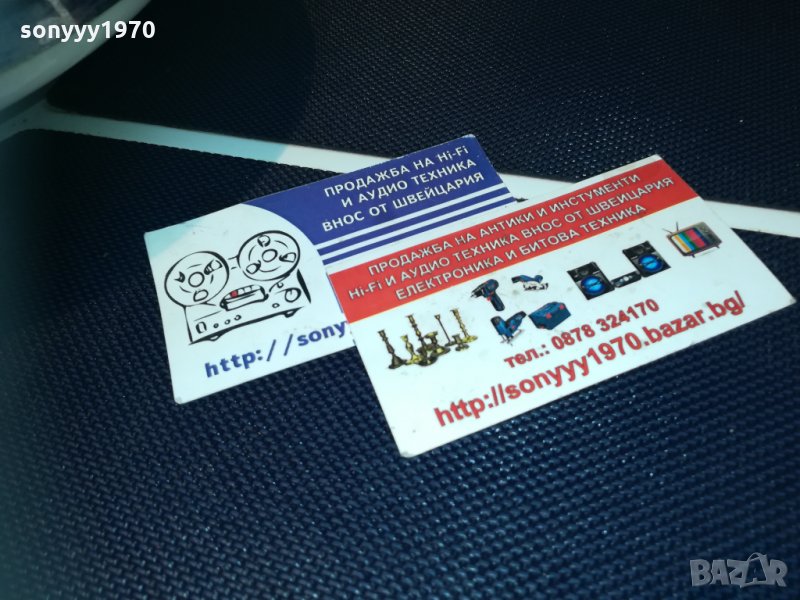 sonyyy1970
ПРОДАЖБА НА Hi-Fi
И АУДИО ТЕХНИКА
ВНОС ОТ ШВЕЙЦАРИЯ
http://sony
ПРОДАЖБА НА АНТИКИ И ИНСТУМЕНТИ
Hi-Fi И АУДИО ТЕХНИКА ВНОС ОТ ШВЕЙЦАРИЯ
ЕЛЕКТРОНИКА И БИТОВА ТЕХНИКА
тел.: 0878 324170
http://sonyyy1970.bazar.bg/
BAZAR